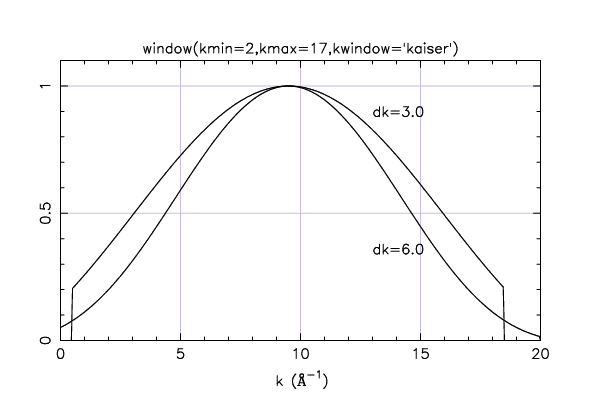 window(kmin=2,kmax=17,kwindow='kaiser')
1
dk=3.0
0.5
dk=6.0
0
0 5 10 15 20
k (Å⁻¹)